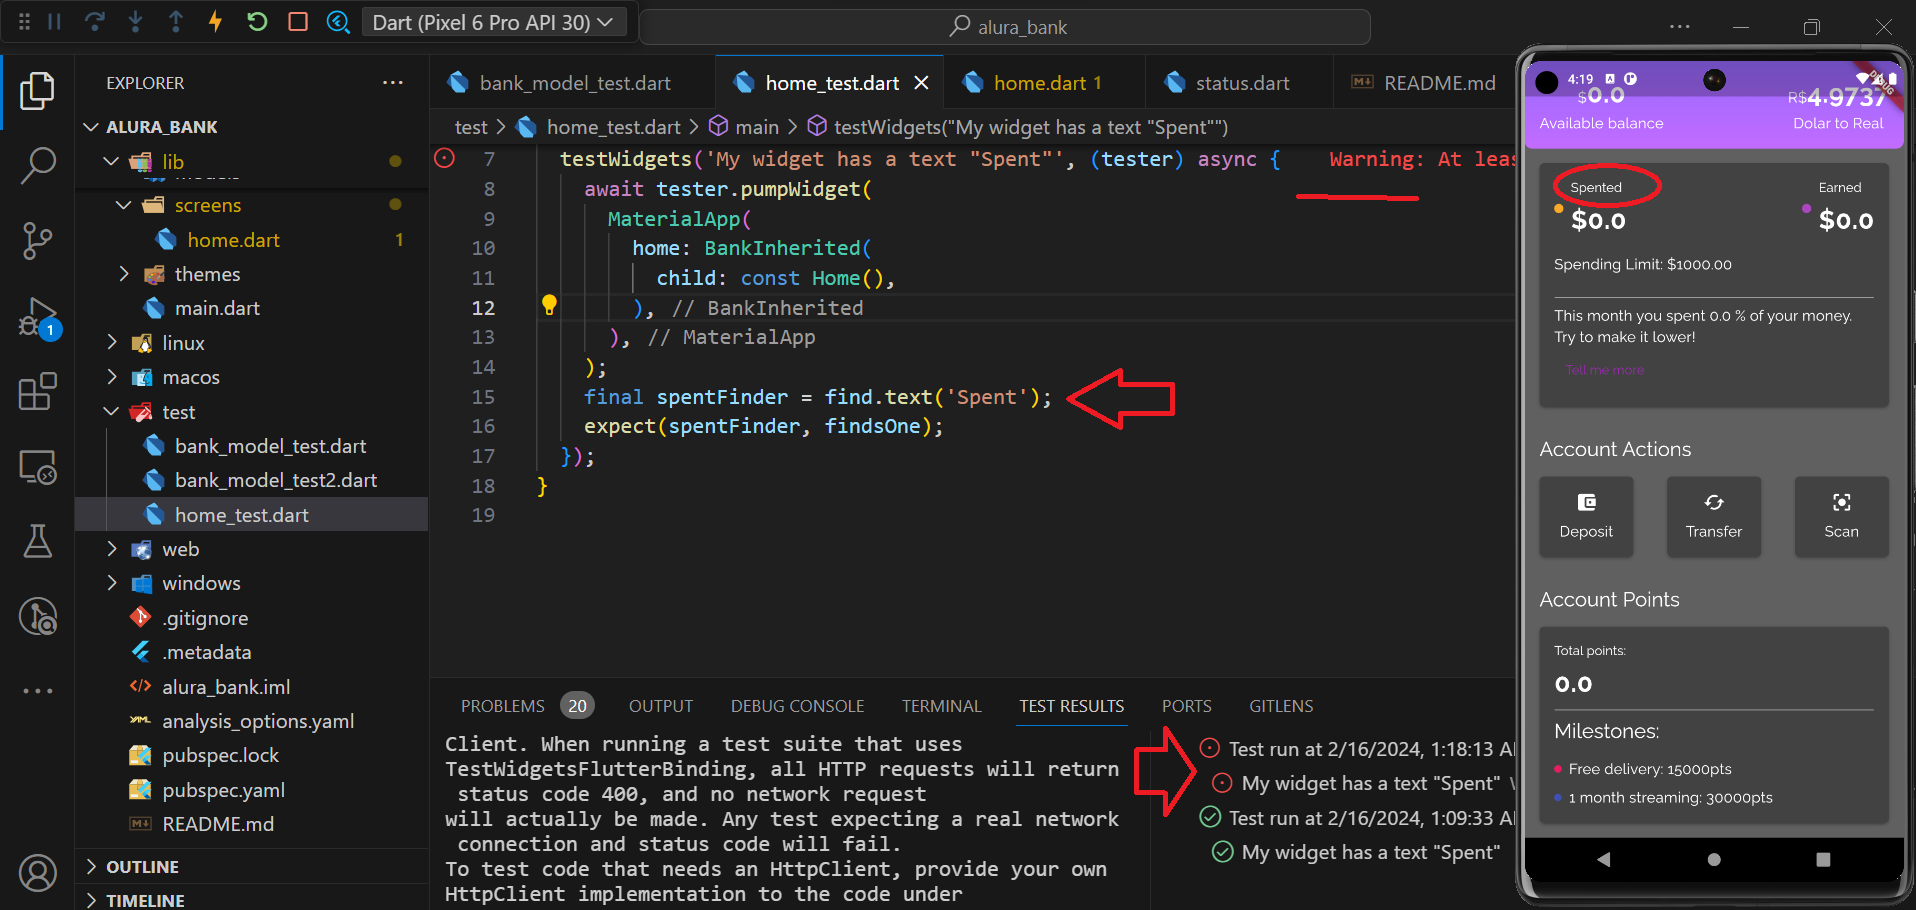 Dart (Pixel 6 Pro API 30)
alura_bank
EXPLORER
ALURA_BANK
lib
screens
home.dart 1
themes
main.dart
linux
macos
test
bank_model_test.dart
bank_model_test2.dart
home_test.dart
web
windows
.gitignore
.metadata
alura_bank.iml
analysis_options.yaml
pubspec.lock
pubspec.yaml
README.md
OUTLINE
TIMELINE
1
bank_model_test.dart
home_test.dart
home.dart 1
status.dart
README.md
test > home_test.dart > main > testWidgets("My widget has a text "Spent"")
7 testWidgets('My widget has a text "Spent"', (tester) async { Warning: At leas
8 await tester.pumpWidget(
9 MaterialApp(
10 home: BankInherited(
11 child: const Home(),
12 ), // BankInherited
13 ), // MaterialApp
14 );
15 final spentFinder = find.text('Spent');
16 expect(spentFinder, findsOne);
17 });
18 }
19
PROBLEMS 20 OUTPUT DEBUG CONSOLE TERMINAL TEST RESULTS PORTS GITLENS
Client. When running a test suite that uses
TestWidgetsFlutterBinding, all HTTP requests will return
status code 400, and no network request
will actually be made. Any test expecting a real network
connection and status code will fail.
To test code that needs an HttpClient, provide your own
HttpClient implementation to the code under
Test run at 2/16/2024, 1:18:13 A
My widget has a text "Spent"
Test run at 2/16/2024, 1:09:33 A
My widget has a text "Spent"
4:19
$0.0 R$4.9737
Available balance Dolar to Real
Spented Earned
$0.0 $0.0
Spending Limit: $1000.00
This month you spent 0.0 % of your money.
Try to make it lower!
Tell me more
Account Actions
Deposit Transfer Scan
Account Points
Total points:
0.0
Milestones:
Free delivery: 15000pts
1 month streaming: 30000pts